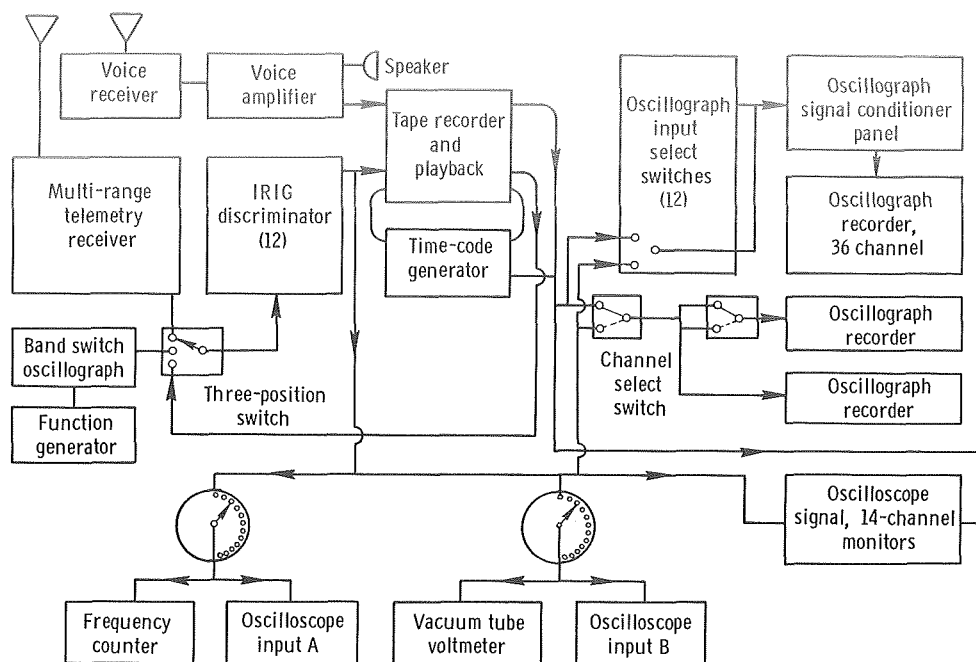 Voice
receiver
Voice
amplifier
Speaker
Tape recorder
and
playback
Oscillograph
input
select
switches
(12)
Oscillograph
signal conditioner
panel
Multi-range
telemetry
receiver
IRIG
discriminator
(12)
Time-code
generator
Oscillograph
recorder,
36 channel
Band switch
oscillograph
Three-position
switch
Function
generator
Channel
select
switch
Oscillograph
recorder
Oscillograph
recorder
Oscilloscope
signal, 14-channel
monitors
Frequency
counter
Oscilloscope
input A
Vacuum tube
voltmeter
Oscilloscope
input B